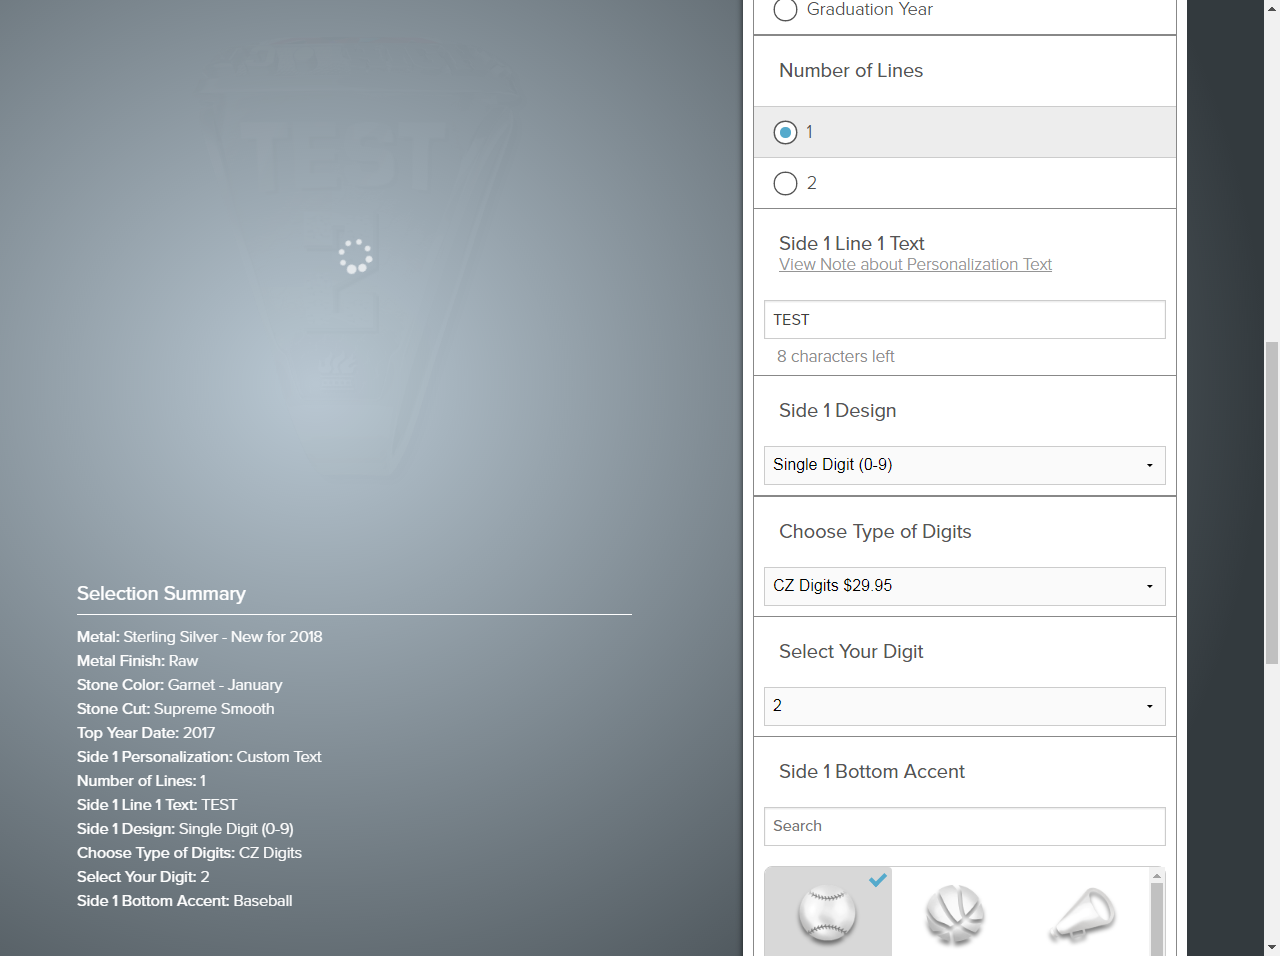 Graduation Year
Number of Lines
1
2
Side 1 Line 1 Text
View Note about Personalization Text
TEST
8 characters left
Side 1 Design
Single Digit (0-9)
Choose Type of Digits
CZ Digits $29.95
Select Your Digit
2
Side 1 Bottom Accent
Search
TEST
Selection Summary
Metal: Sterling Silver - New for 2018
Metal Finish: Raw
Stone Color: Garnet - January
Stone Cut: Supreme Smooth
Top Year Date: 2017
Side 1 Personalization: Custom Text
Number of Lines: 1
Side 1 Line 1 Text: TEST
Side 1 Design: Single Digit (0-9)
Choose Type of Digits: CZ Digits
Select Your Digit: 2
Side 1 Bottom Accent: Baseball